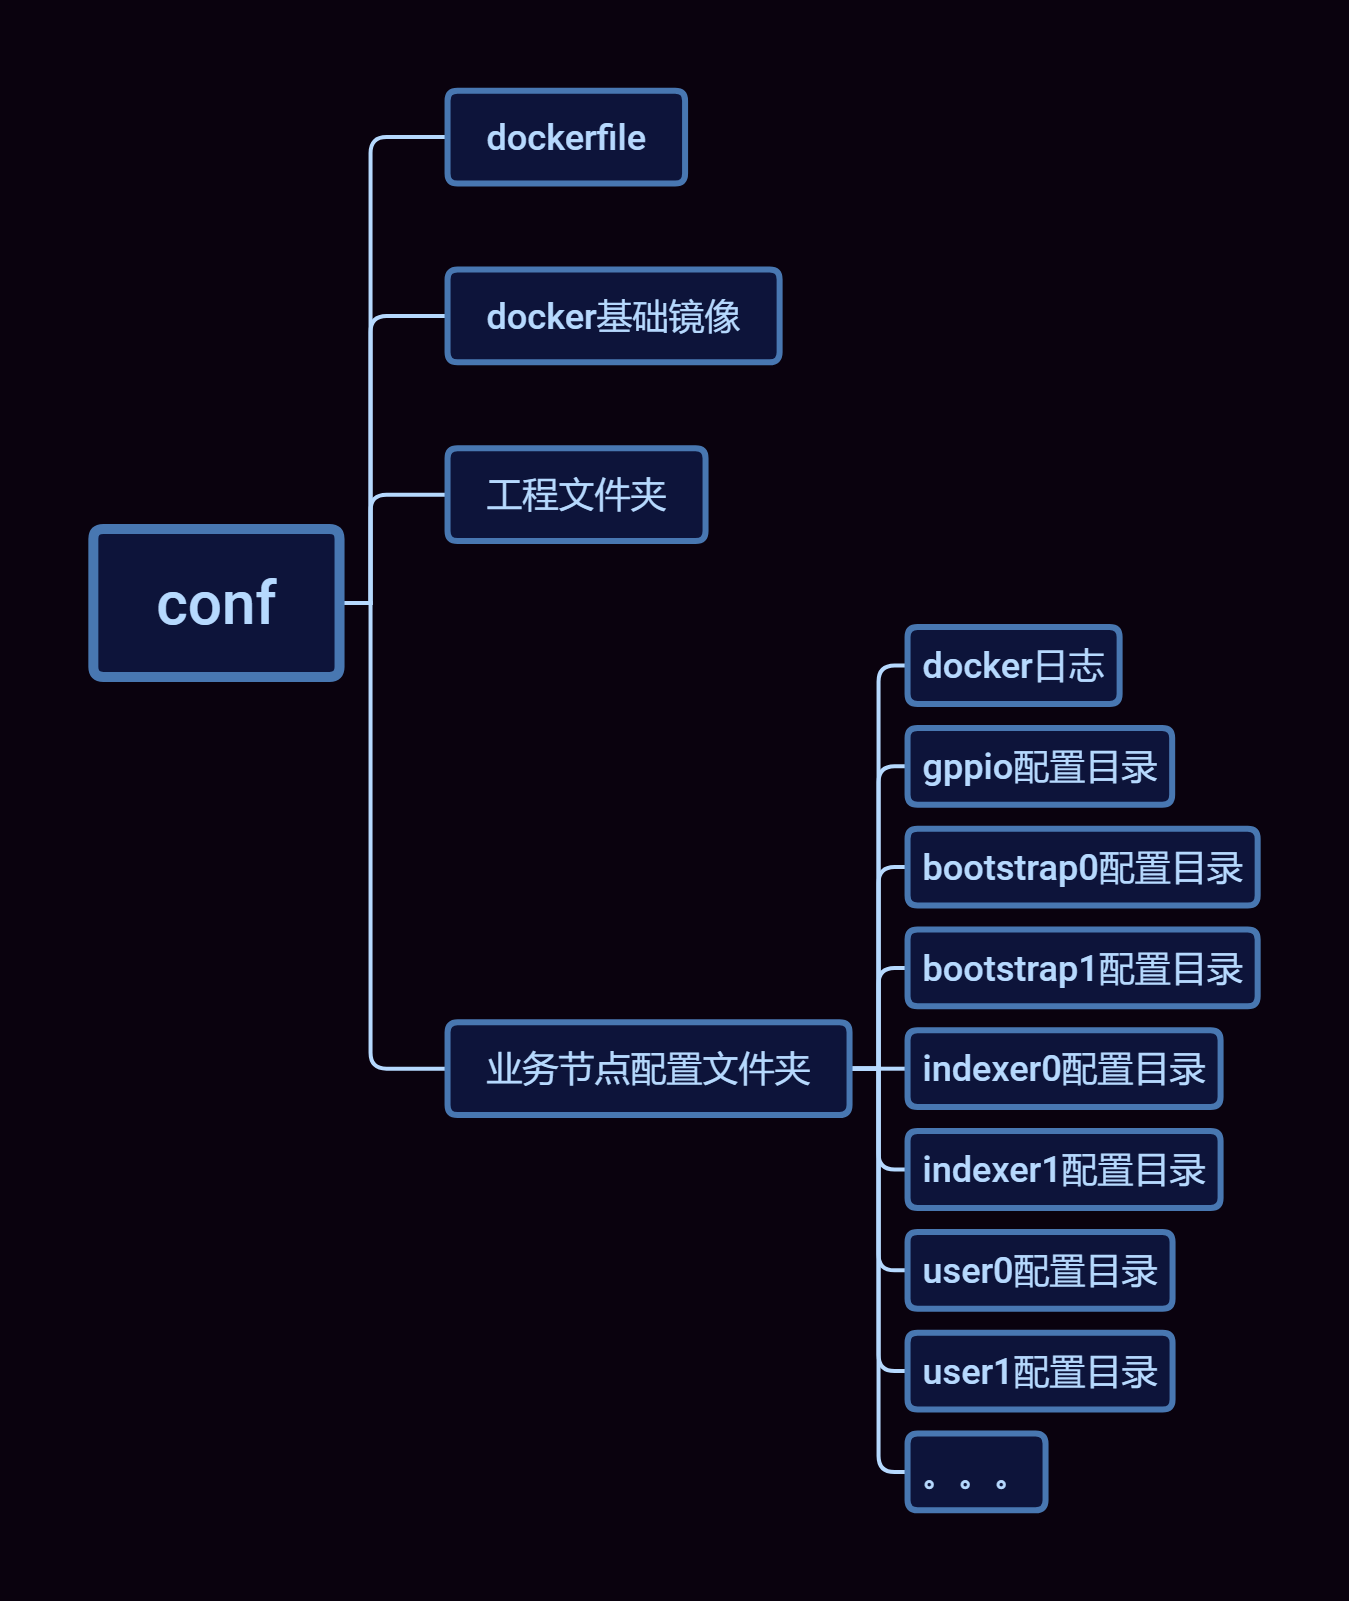 dockerfile
docker基础镜像
工程文件夹
conf
业务节点配置文件夹
docker日志
gppio配置目录
bootstrap0配置目录
bootstrap1配置目录
indexer0配置目录
indexer1配置目录
user0配置目录
user1配置目录
。。。